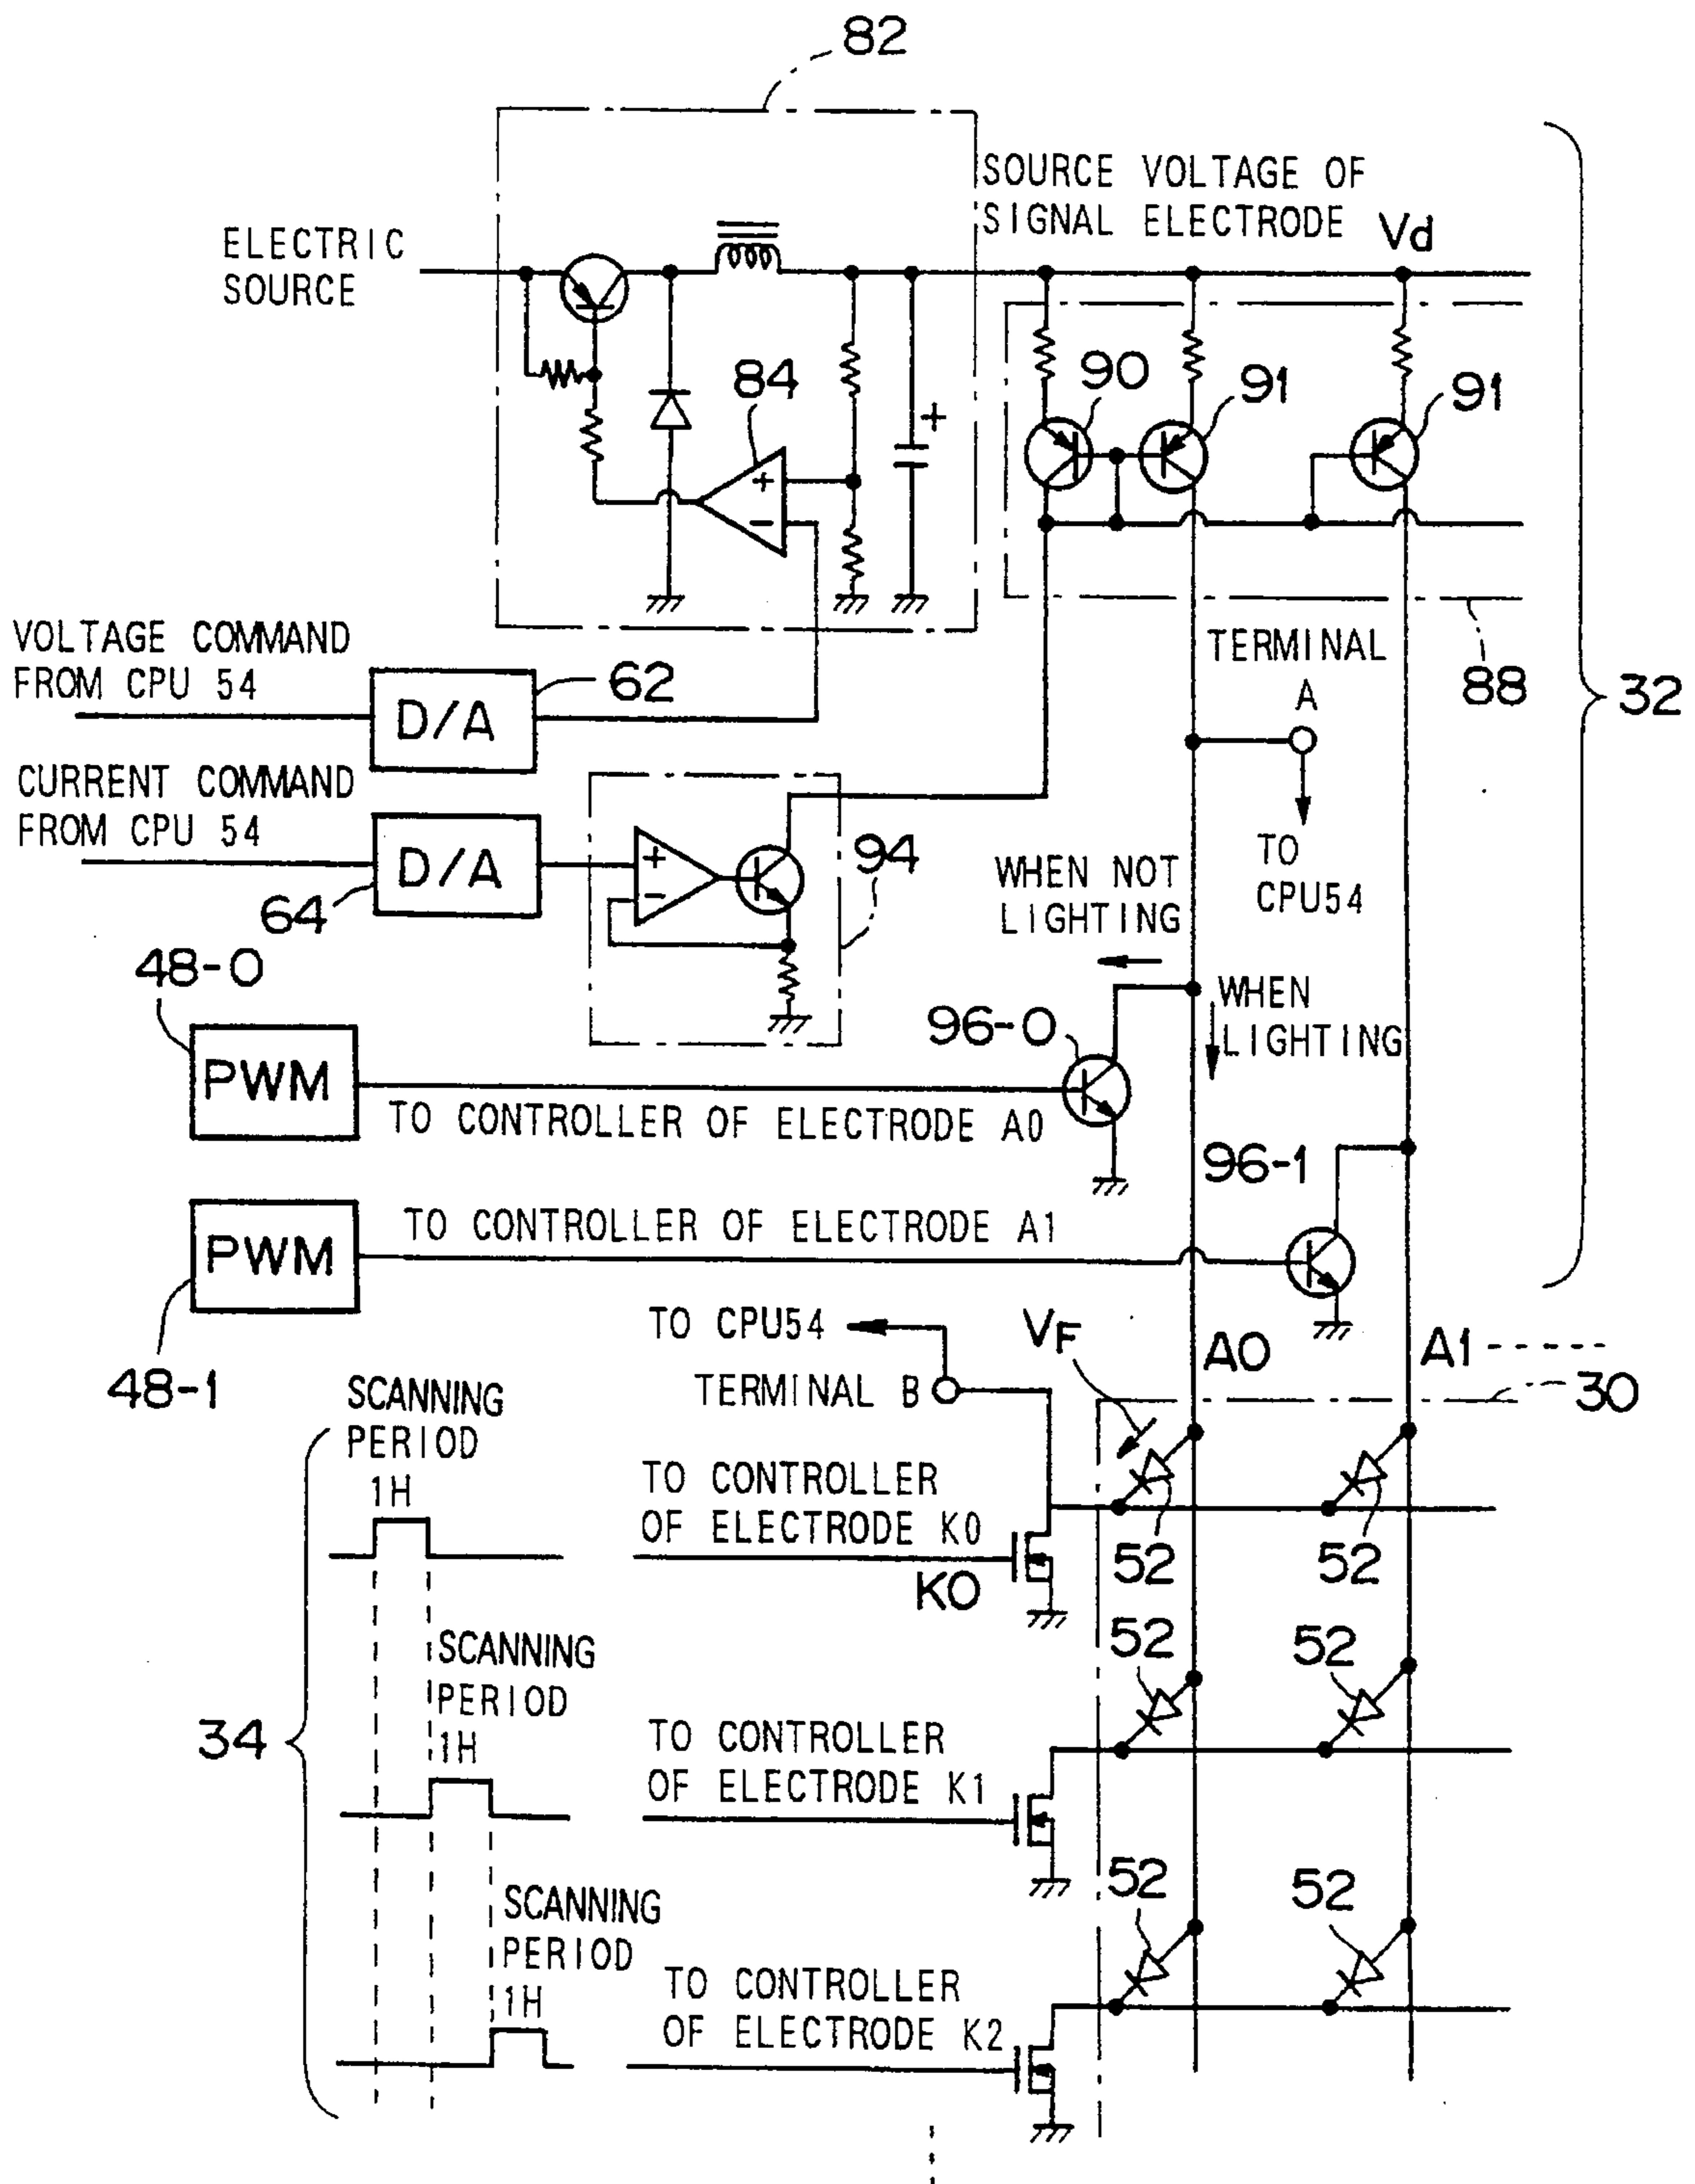 82
SOURCE VOLTAGE OF
SIGNAL ELECTRODE Vd
ELECTRIC
SOURCE
84
+
-
+
90
91
91
VOLTAGE COMMAND
FROM CPU 54
D/A
62
TERMINAL
A
88
32
CURRENT COMMAND
FROM CPU 54
D/A
64
+
-
94
TO
CPU54
WHEN NOT
LIGHTING
48-0
PWM
96-0
WHEN
LIGHTING
TO CONTROLLER OF ELECTRODE A0
96-1
PWM
48-1
TO CONTROLLER OF ELECTRODE A1
TO CPU54
TERMINAL B
VF
A0
A1
30
SCANNING
PERIOD
1H
TO CONTROLLER
OF ELECTRODE K0
K0
52
52
SCANNING
PERIOD
1H
34
TO CONTROLLER
OF ELECTRODE K1
52
52
SCANNING
PERIOD
1H
TO CONTROLLER
OF ELECTRODE K2
52
52